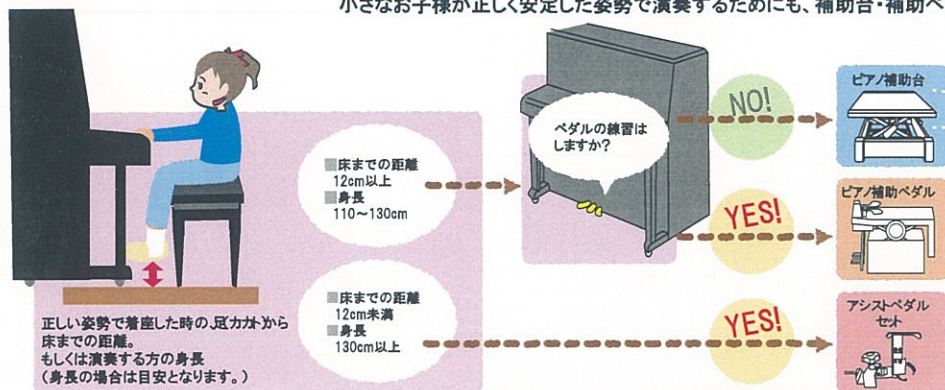 小さなお子様が正しく安定した姿勢で演奏するためにも、補助台・補助ペ
ペダルの練習は
しますか?
NO!
YES!
ピアノ補助台
ピアノ補助ペダル
■床までの距離
12cm以上
■身長
110～130cm
■床までの距離
12cm未満
■身長
130cm以上
YES!
アシストペダル
セット
正しい姿勢で着座した時の、足(カカト)から
床までの距離。
もしくは演奏する方の身長
(身長の場合は目安となります。)